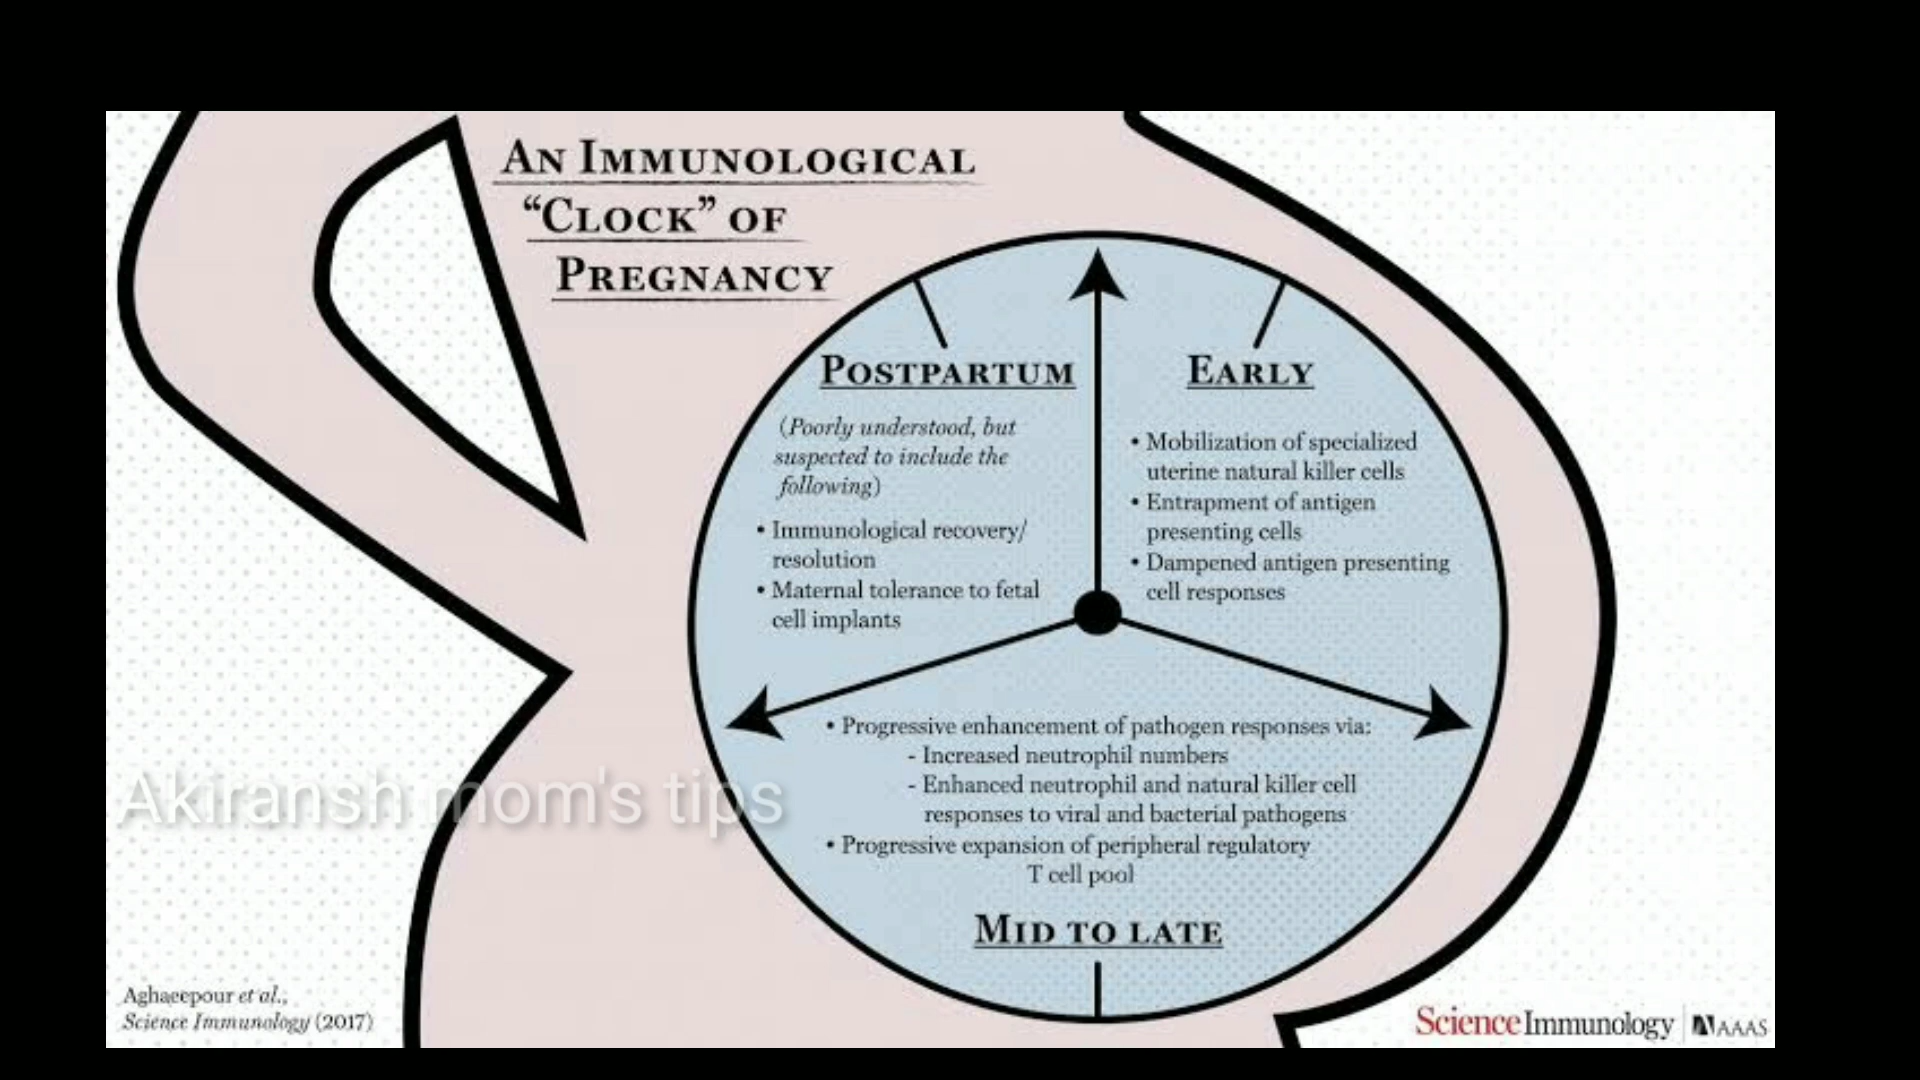 An Immunological
“Clock” of
Pregnancy
Postpartum
(Poorly understood, but
suspected to include the
following)
• Immunological recovery/
resolution
• Maternal tolerance to fetal
cell implants
Early
• Mobilization of specialized
uterine natural killer cells
• Entrapment of antigen
presenting cells
• Dampened antigen presenting
cell responses
• Progressive enhancement of pathogen responses via:
- Increased neutrophil numbers
- Enhanced neutrophil and natural killer cell
responses to viral and bacterial pathogens
• Progressive expansion of peripheral regulatory
T cell pool
Mid to late
Akiransh mom's tips
Aghaeepour et al.,
Science Immunology (2017)
Science Immunology | AAAS